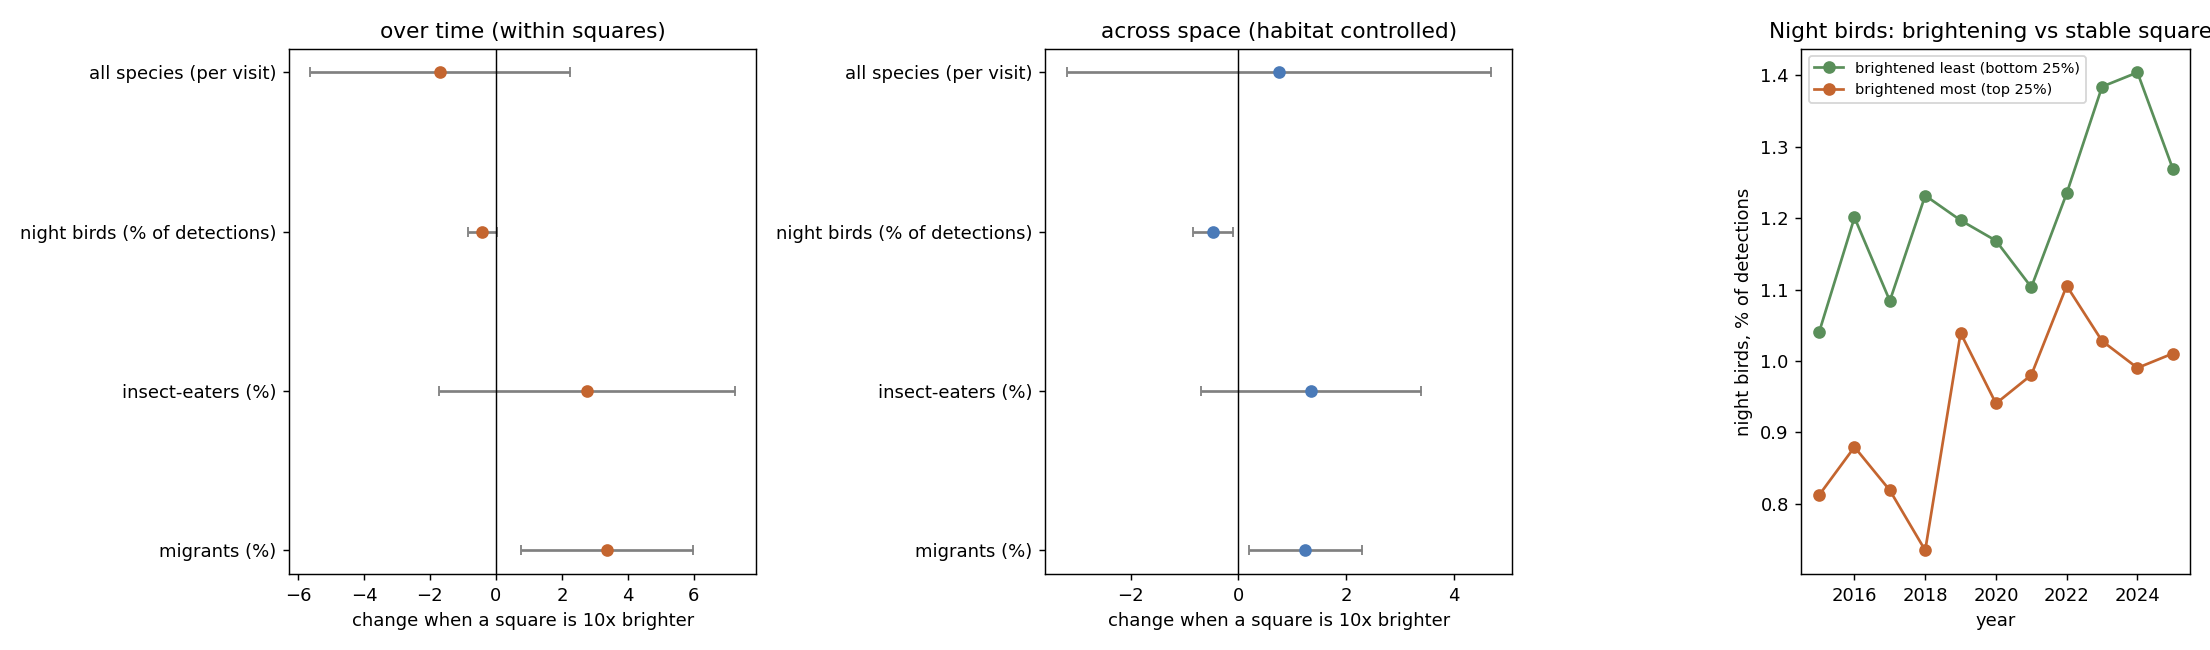 over time (within squares)
all species (per visit)
night birds (% of detections)
insect-eaters (%)
migrants (%)
−6 −4 −2 0 2 4 6
change when a square is 10x brighter
across space (habitat controlled)
all species (per visit)
night birds (% of detections)
insect-eaters (%)
migrants (%)
−2 0 2 4
change when a square is 10x brighter
Night birds: brightening vs stable square
brightened least (bottom 25%)
brightened most (top 25%)
night birds, % of detections
1.4
1.3
1.2
1.1
1.0
0.9
0.8
2016 2018 2020 2022 2024
year